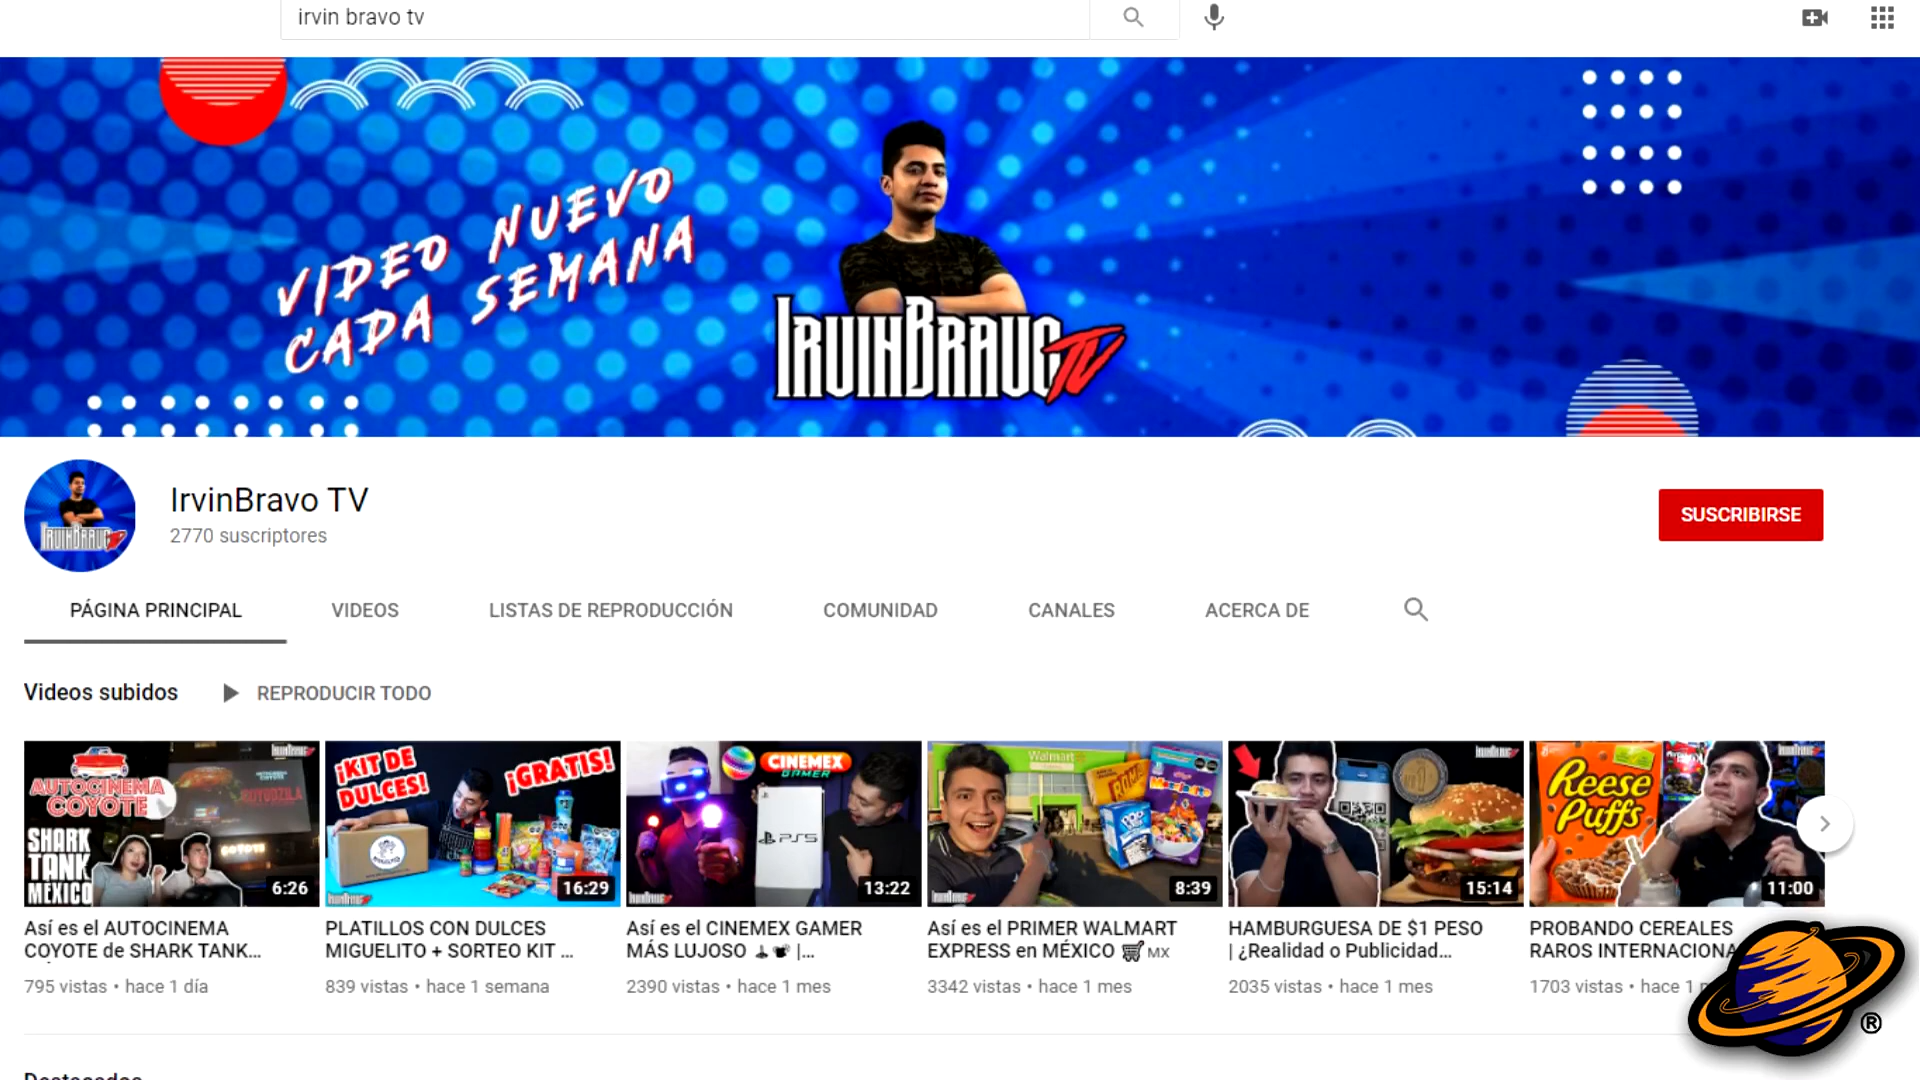 irvin bravo tv
VIDEO NUEVO
CADA SEMANA
IRVINBRAVO TV
IrvinBravo TV
2770 suscriptores
SUSCRIBIRSE
PÁGINA PRINCIPAL VIDEOS LISTAS DE REPRODUCCIÓN COMUNIDAD CANALES ACERCA DE
Videos subidos REPRODUCIR TODO
AUTOCINEMA
COYOTE
SHARK
TANK
MÉXICO
COYOTE
6:26
¡KIT DE
DULCES!
¡GRATIS!
16:29
CINEMEX
GAMER
PS5
13:22
Walmart
8:39
15:14
Reese
Puffs
11:00
Así es el AUTOCINEMA
COYOTE de SHARK TANK...
795 vistas • hace 1 día
PLATILLOS CON DULCES
MIGUELITO + SORTEO KIT ...
839 vistas • hace 1 semana
Así es el CINEMEX GAMER
MÁS LUJOSO 🕹️🎮 |...
2390 vistas • hace 1 mes
Así es el PRIMER WALMART
EXPRESS en MÉXICO 🛒 MX
3342 vistas • hace 1 mes
HAMBURGUESA DE $1 PESO
| ¿Realidad o Publicidad...
2035 vistas • hace 1 mes
PROBANDO CEREALES
RAROS INTERNACIONA
1703 vistas • hace 1
®